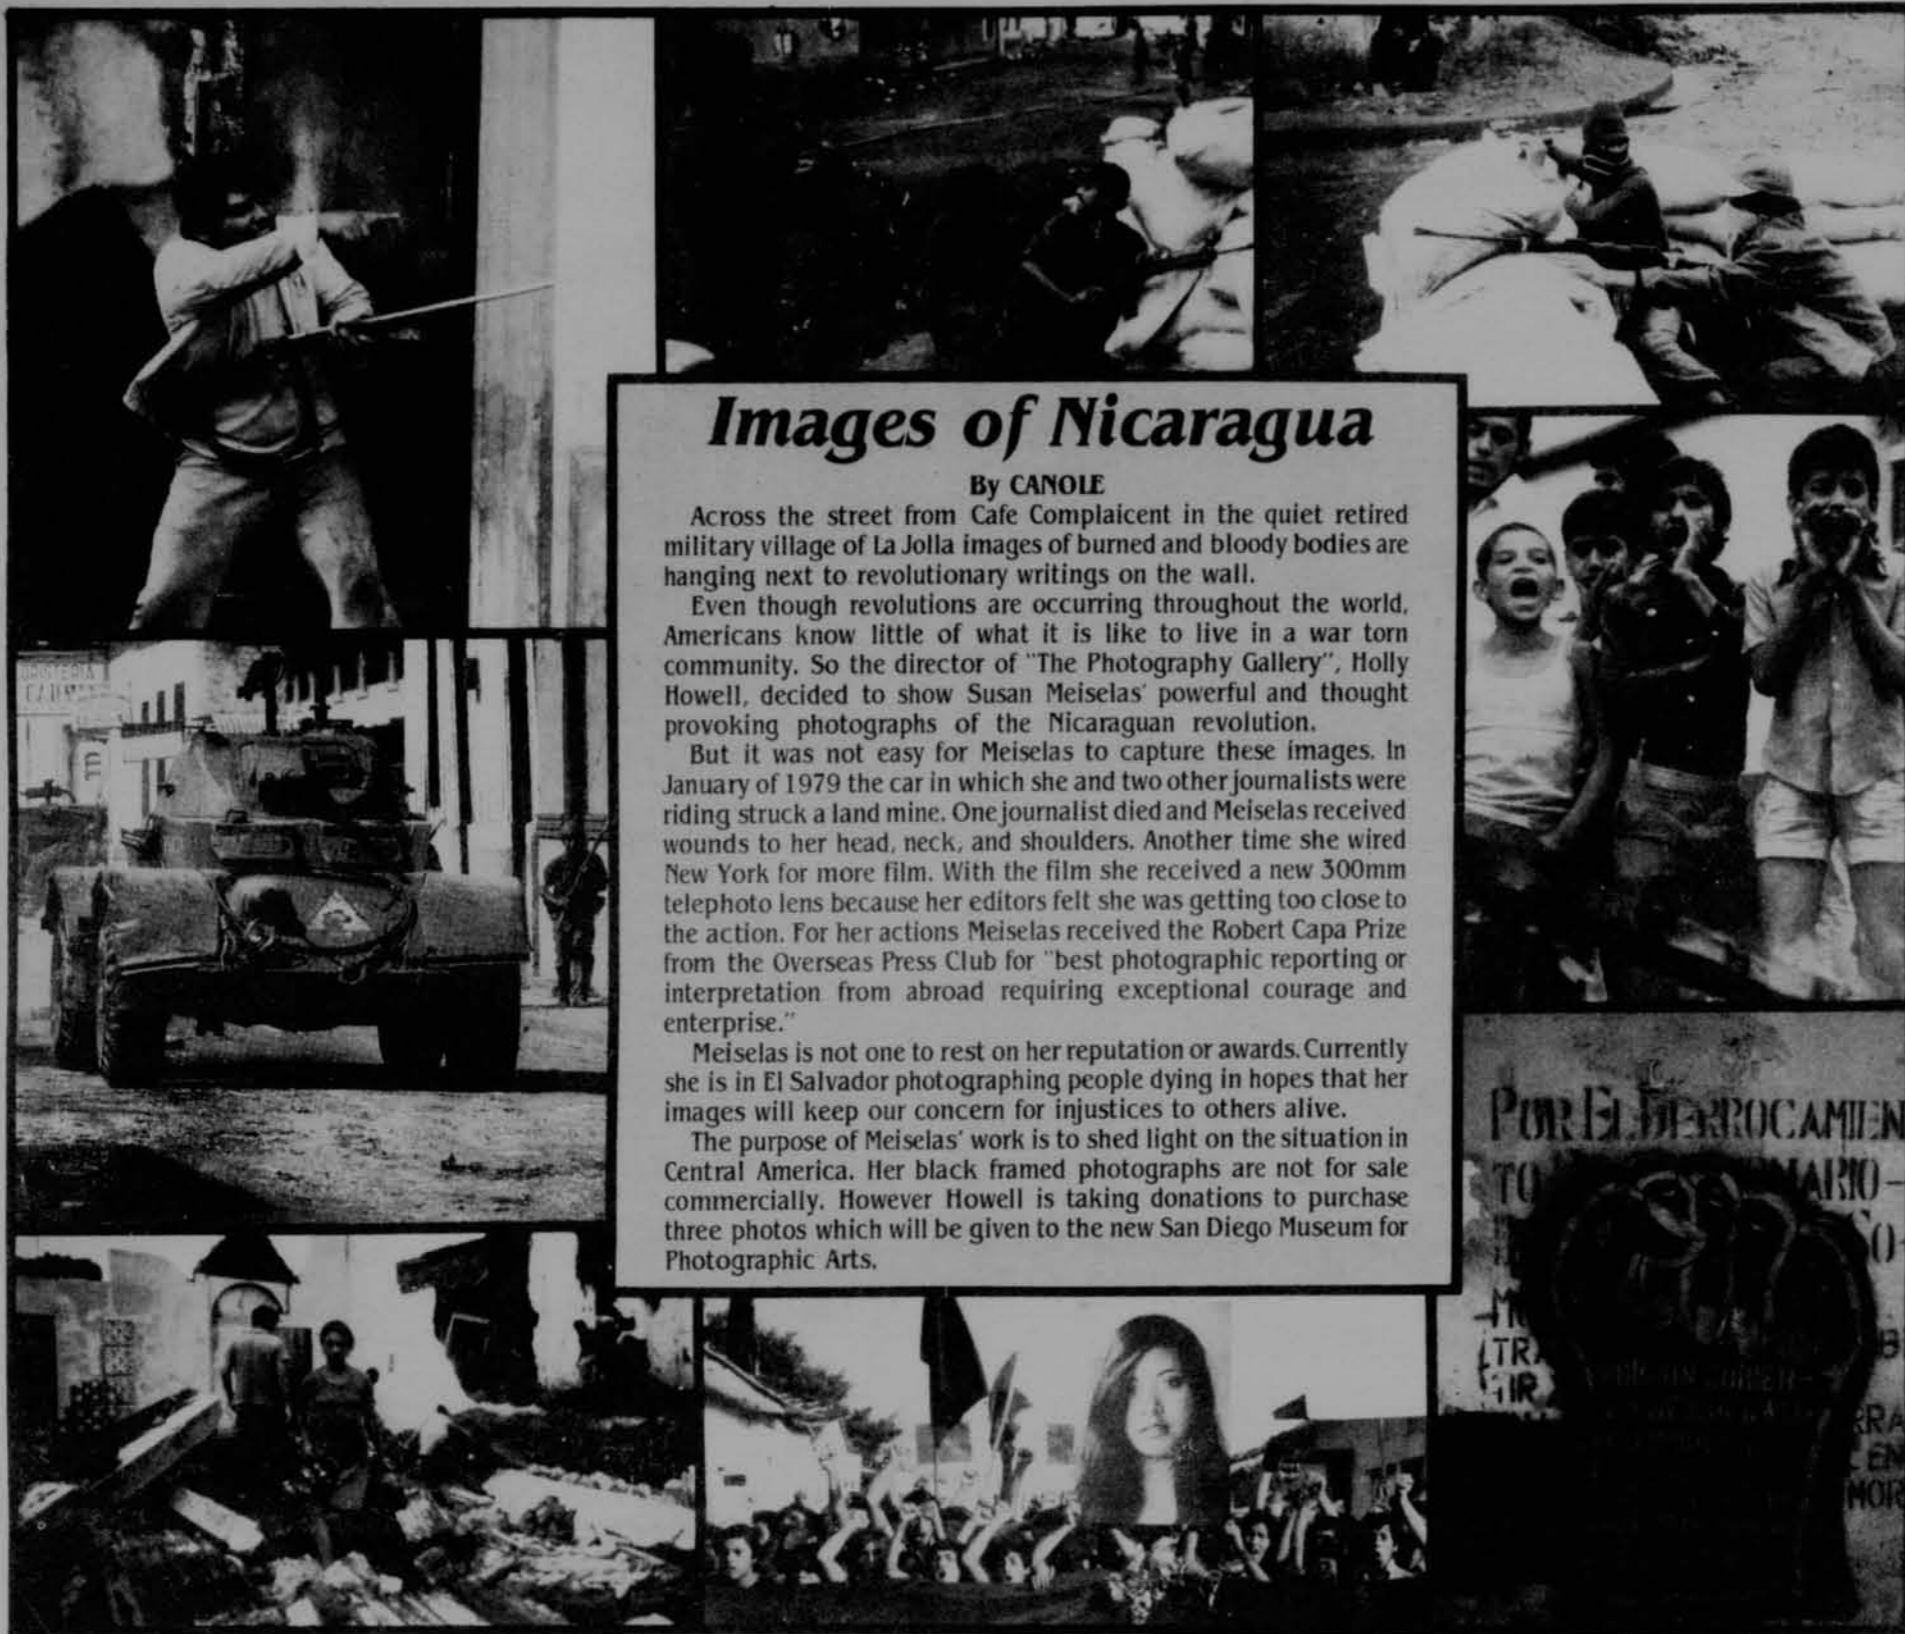 Images of Nicaragua
By CANOLE
Across the street from Cafe Complaicent in the quiet retired
military village of La Jolla images of burned and bloody bodies are
hanging next to revolutionary writings on the wall.
Even though revolutions are occurring throughout the world,
Americans know little of what it is like to live in a war torn
community. So the director of "The Photography Gallery", Holly
Howell, decided to show Susan Meiselas' powerful and thought
provoking photographs of the Nicaraguan revolution.
But it was not easy for Meiselas to capture these images. In
January of 1979 the car in which she and two other journalists were
riding struck a land mine. One journalist died and Meiselas received
wounds to her head, neck, and shoulders. Another time she wired
New York for more film. With the film she received a new 300mm
telephoto lens because her editors felt she was getting too close to
the action. For her actions Meiselas received the Robert Capa Prize
from the Overseas Press Club for "best photographic reporting or
interpretation from abroad requiring exceptional courage and
enterprise."
Meiselas is not one to rest on her reputation or awards. Currently
she is in El Salvador photographing people dying in hopes that her
images will keep our concern for injustices to others alive.
The purpose of Meiselas' work is to shed light on the situation in
Central America. Her black framed photographs are not for sale
commercially. However Howell is taking donations to purchase
three photos which will be given to the new San Diego Museum for
Photographic Arts.
POR EL DERROCAMIEN
TO